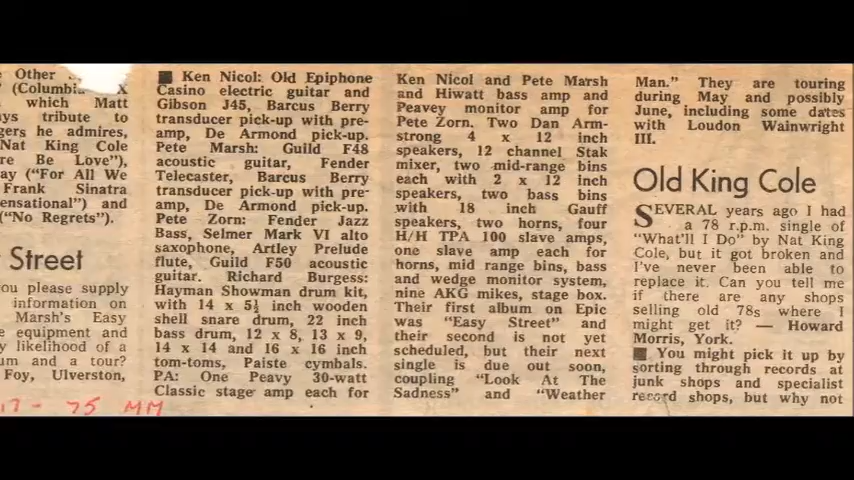 Other
(Columbia X
which Matt
ys tribute to
gers he admires,
Nat King Cole
re Be Love"),
ay ("For All We
Frank Sinatra
ensational") and
("No Regrets").
Street
ou please supply
information on
Marsh's Easy
e equipment and
y likelihood of a
um and a tour?
Foy, Ulverston,
17 - 75 MM
■ Ken Nicol: Old Epiphone
Casino electric guitar and
Gibson J45, Barcus Berry
transducer pick-up with pre-
amp, De Armond pick-up.
Pete Marsh: Guild F48
acoustic guitar, Fender
Telecaster, Barcus Berry
transducer pick-up with pre-
amp, De Armond pick-up.
Pete Zorn: Fender Jazz
Bass, Selmer Mark VI alto
saxophone, Artley Prelude
flute, Guild F50 acoustic
guitar. Richard Burgess:
Hayman Showman drum kit,
with 14 x 5½ inch wooden
shell snare drum, 22 inch
bass drum, 12 x 8, 13 x 9,
14 x 14 and 16 x 16 inch
tom-toms, Paiste cymbals.
PA: One Peavy 30-watt
Classic stage amp each for
Ken Nicol and Pete Marsh
and Hiwatt bass amp and
Peavey monitor amp for
Pete Zorn. Two Dan Arm-
strong 4 x 12 inch
speakers, 12 channel Stak
mixer, two mid-range bins
each with 2 x 12 inch
speakers, two bass bins
with 18 inch Gauff
speakers, two horns, four
H/H TPA 100 slave amps,
one slave amp each for
horns, mid range bins, bass
and wedge monitor system,
nine AKG mikes, stage box.
Their first album on Epic
was "Easy Street" and
their second is not yet
scheduled, but their next
single is due out soon,
coupling "Look At The
Sadness" and "Weather
Man." They are touring
during May and possibly
June, including some dates
with Loudon Wainwright
III.
Old King Cole
SEVERAL years ago I had
a 78 r.p.m. single of
"What'll I Do" by Nat King
Cole, but it got broken and
I've never been able to
replace it. Can you tell me
if there are any shops
selling old 78s where I
might get it? — Howard
Morris, York.
■ You might pick it up by
sorting through records at
junk shops and specialist
record shops, but why not